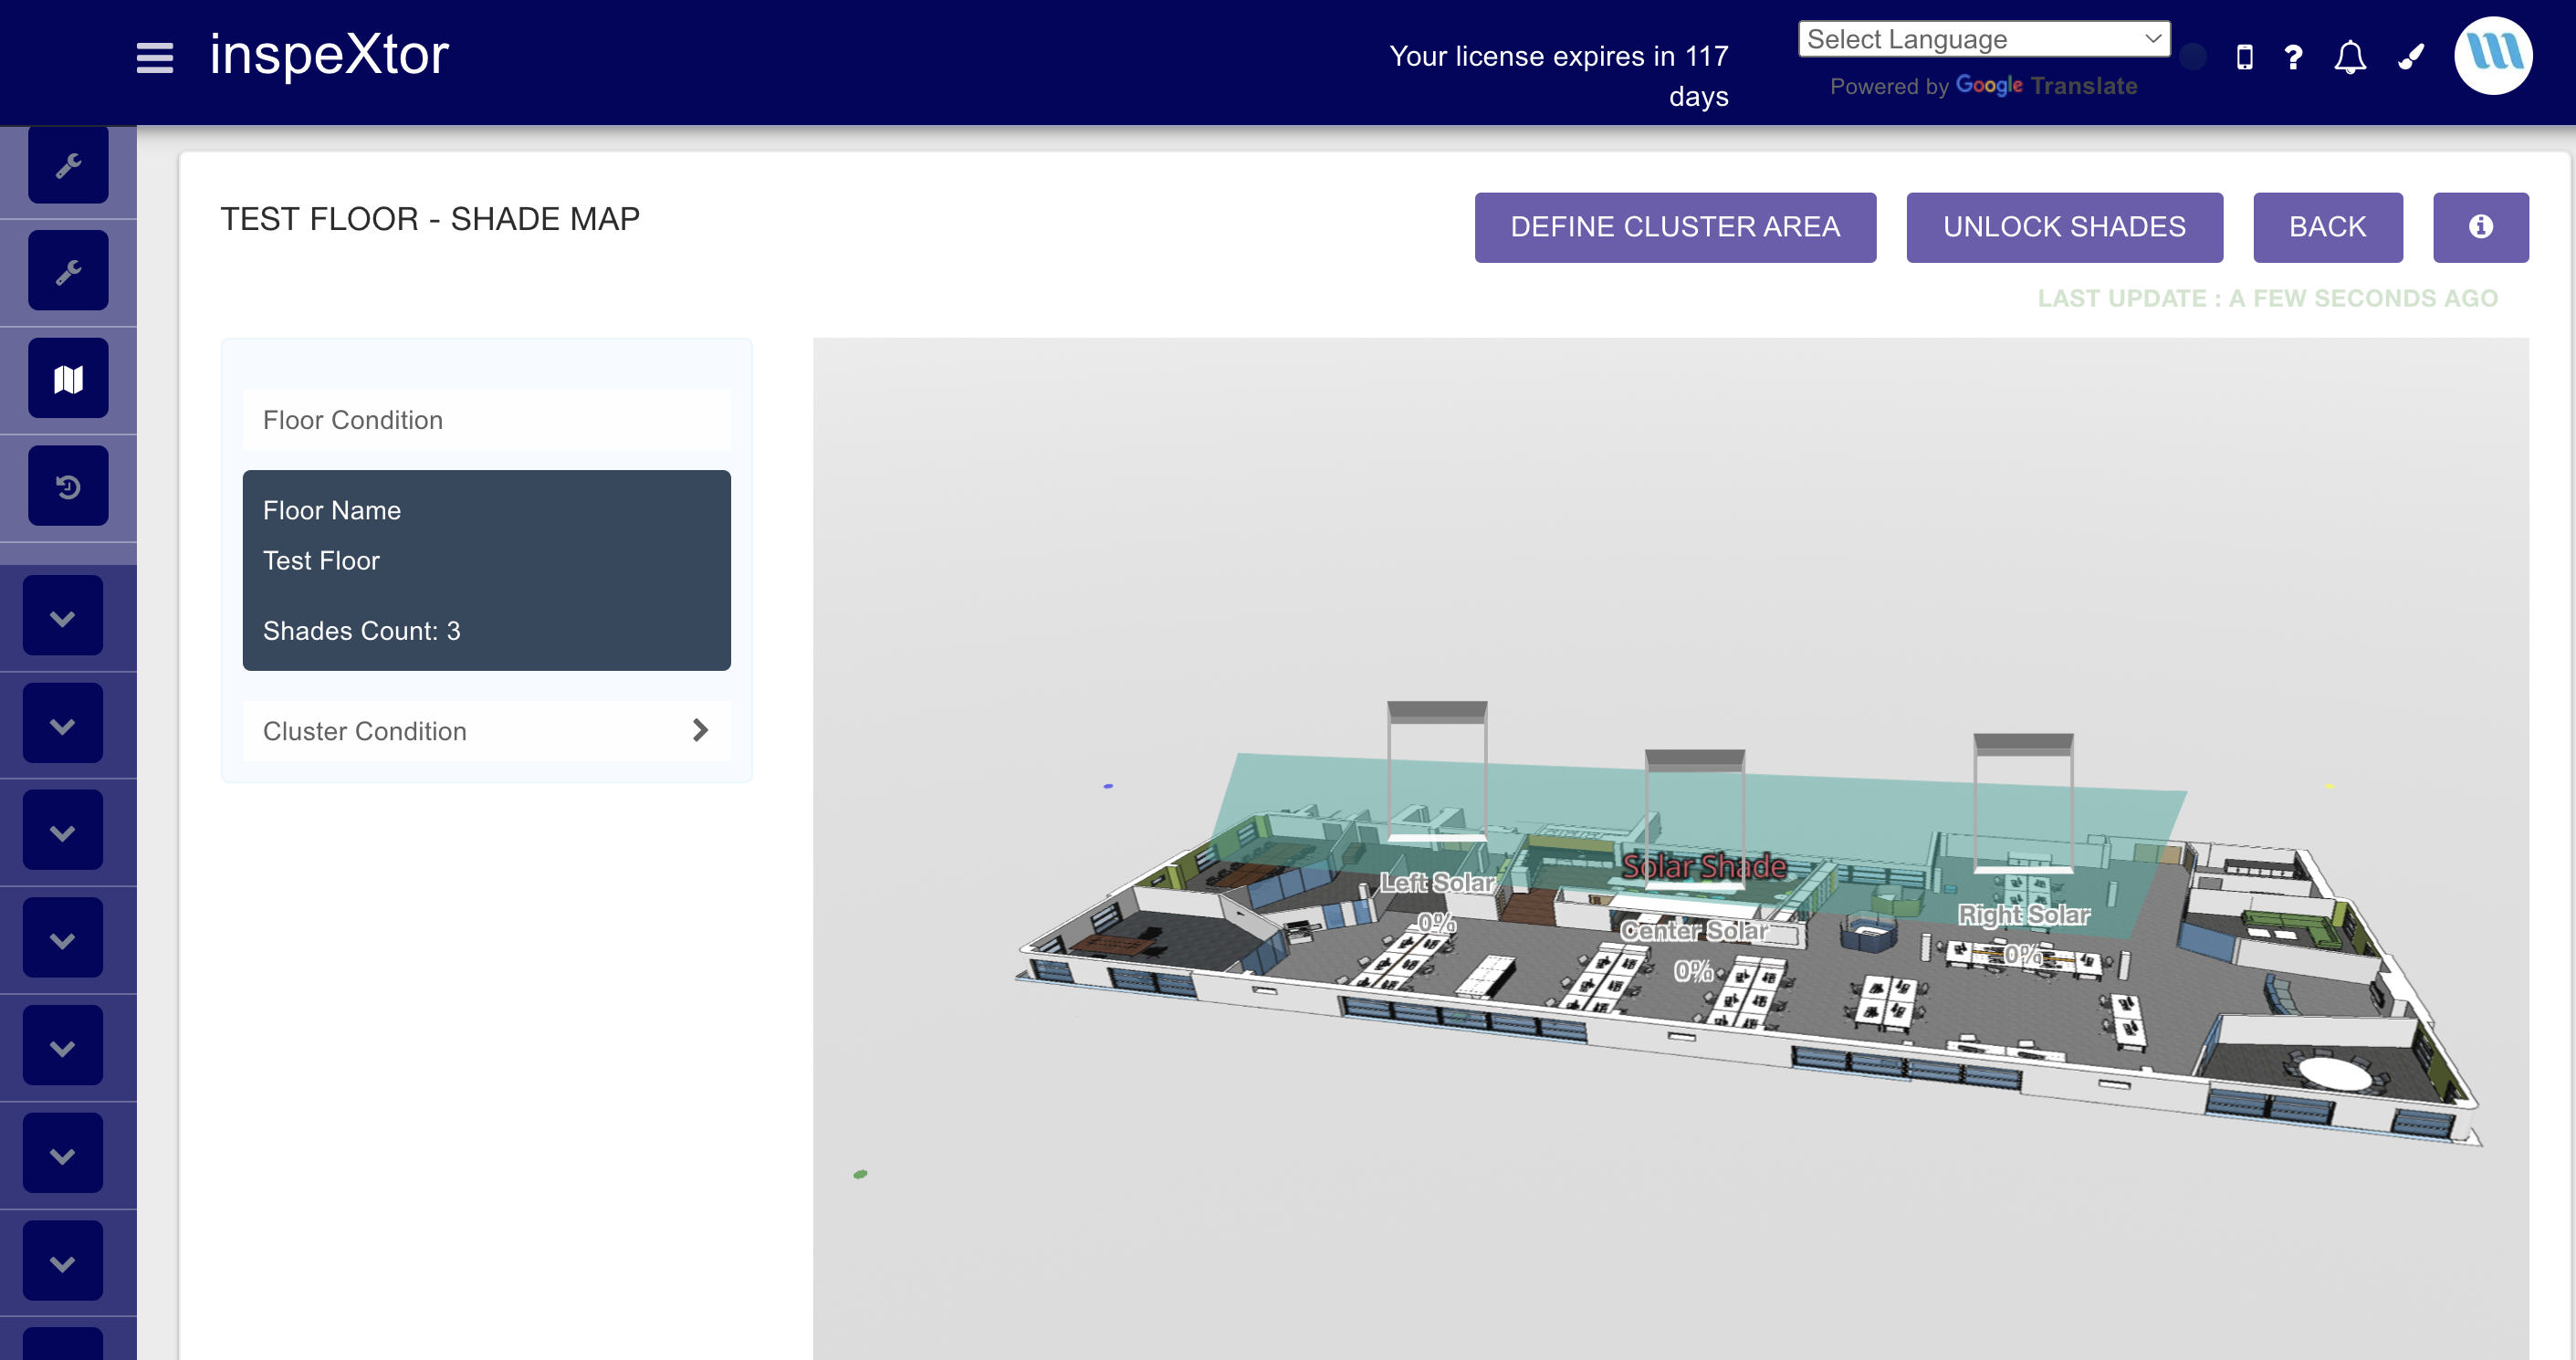 inspeXtor
Your license expires in 117
days
Select Language
Powered by Google Translate
TEST FLOOR - SHADE MAP
DEFINE CLUSTER AREA
UNLOCK SHADES
BACK
LAST UPDATE : A FEW SECONDS AGO
Floor Condition
Floor Name
Test Floor
Shades Count: 3
Cluster Condition
Solar Shade
Left Solar
0%
Center Solar
0%
Right Solar
0%